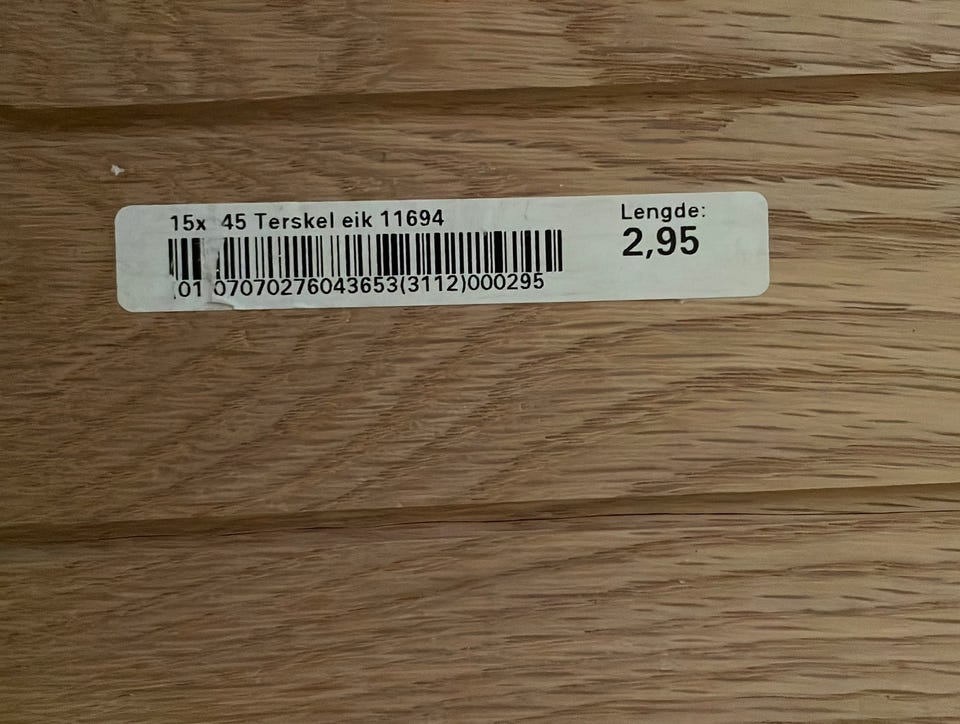 15x 45 Terskel eik 11694
Lengde:
2,95
(01)07070276043653(3112)000295